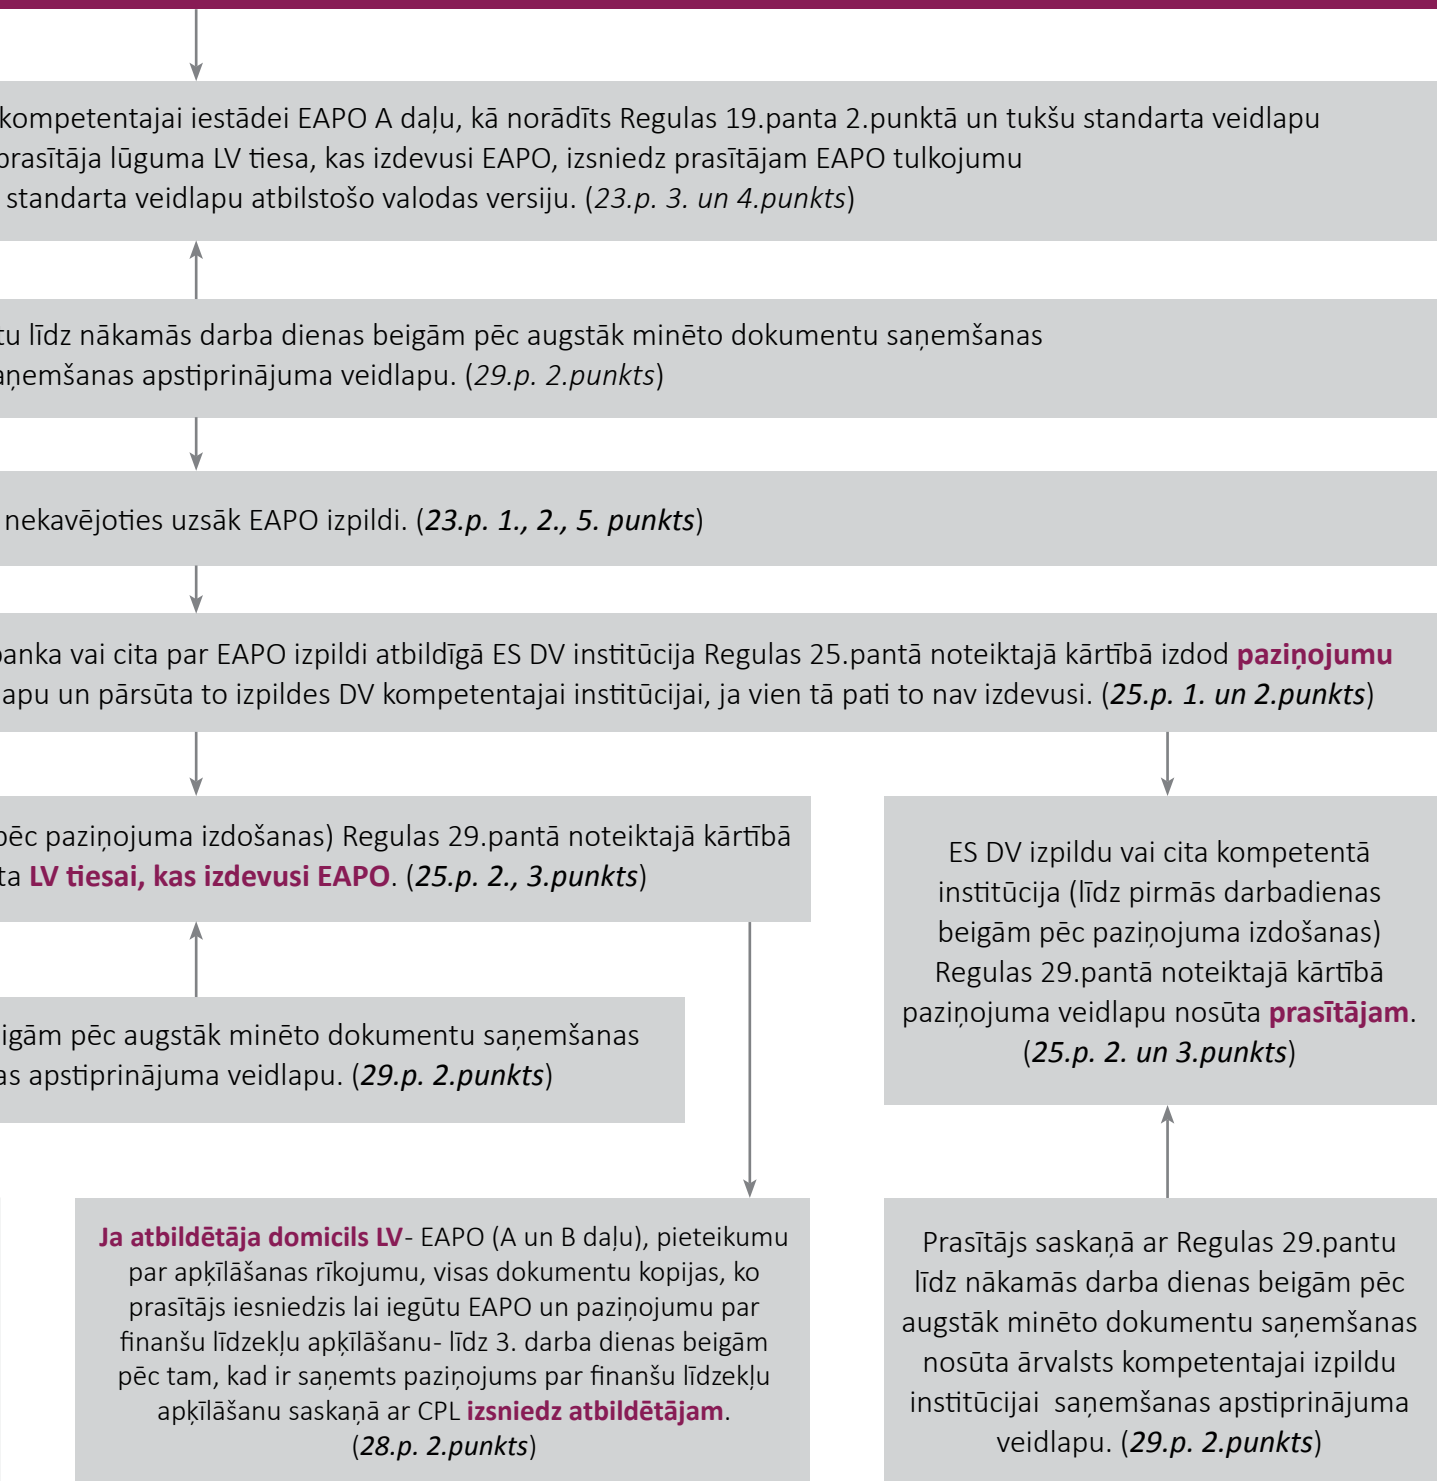 kompetentajai iestādei EAPO A daļu, kā norādīts Regulas 19.panta 2.punktā un tukšu standarta veidlapu
prasītāja lūguma LV tiesa, kas izdevusi EAPO, izsniedz prasītājam EAPO tulkojumu
standarta veidlapu atbilstošo valodas versiju. (23.p. 3. un 4.punkts)
tu līdz nākamās darba dienas beigām pēc augstāk minēto dokumentu saņemšanas
aņemšanas apstiprinājuma veidlapu. (29.p. 2.punkts)
nekavējoties uzsāk EAPO izpildi. (23.p. 1., 2., 5. punkts)
banka vai cita par EAPO izpildi atbildīgā ES DV institūcija Regulas 25.pantā noteiktajā kārtībā izdod paziņojumu
lapu un pārsūta to izpildes DV kompetentajai institūcijai, ja vien tā pati to nav izdevusi. (25.p. 1. un 2.punkts)
pēc paziņojuma izdošanas) Regulas 29.pantā noteiktajā kārtībā
ta LV tiesai, kas izdevusi EAPO. (25.p. 2., 3.punkts)
eigām pēc augstāk minēto dokumentu saņemšanas
as apstiprinājuma veidlapu. (29.p. 2.punkts)
ES DV izpildu vai cita kompetentā
institūcija (līdz pirmās darbadienas
beigām pēc paziņojuma izdošanas)
Regulas 29.pantā noteiktajā kārtībā
paziņojuma veidlapu nosūta prasītājam.
(25.p. 2. un 3.punkts)
Ja atbildētāja domicils LV- EAPO (A un B daļu), pieteikumu
par apķīlāšanas rīkojumu, visas dokumentu kopijas, ko
prasītājs iesniedzis lai iegūtu EAPO un paziņojumu par
finanšu līdzekļu apķīlāšanu- līdz 3. darba dienas beigām
pēc tam, kad ir saņemts paziņojums par finanšu līdzekļu
apķīlāšanu saskaņā ar CPL izsniedz atbildētājam.
(28.p. 2.punkts)
Prasītājs saskaņā ar Regulas 29.pantu
līdz nākamās darba dienas beigām pēc
augstāk minēto dokumentu saņemšanas
nosūta ārvalsts kompetentajai izpildu
institūcijai saņemšanas apstiprinājuma
veidlapu. (29.p. 2.punkts)